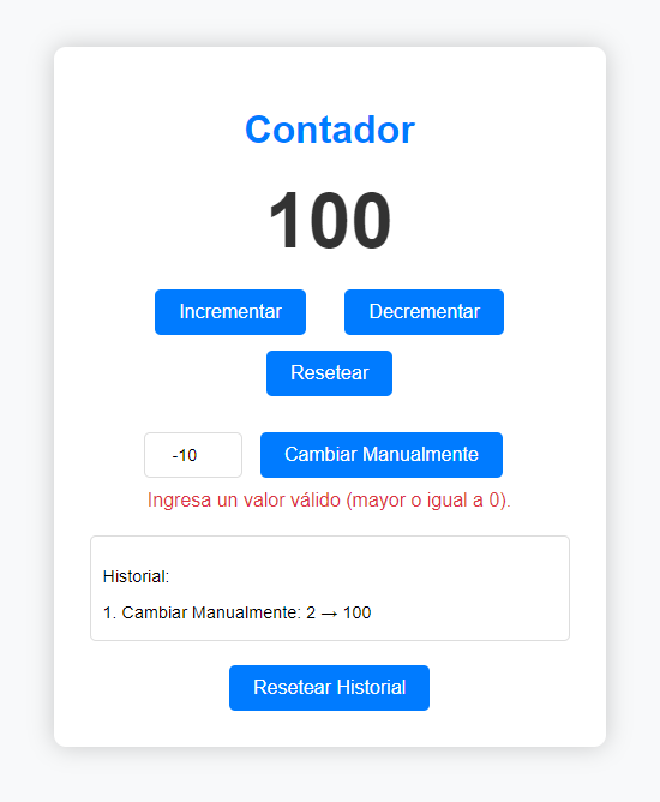 Contador
100
Incrementar Decrementar
Resetear
-10 Cambiar Manualmente
Ingresa un valor válido (mayor o igual a 0).
Historial:
1. Cambiar Manualmente: 2 → 100
Resetear Historial